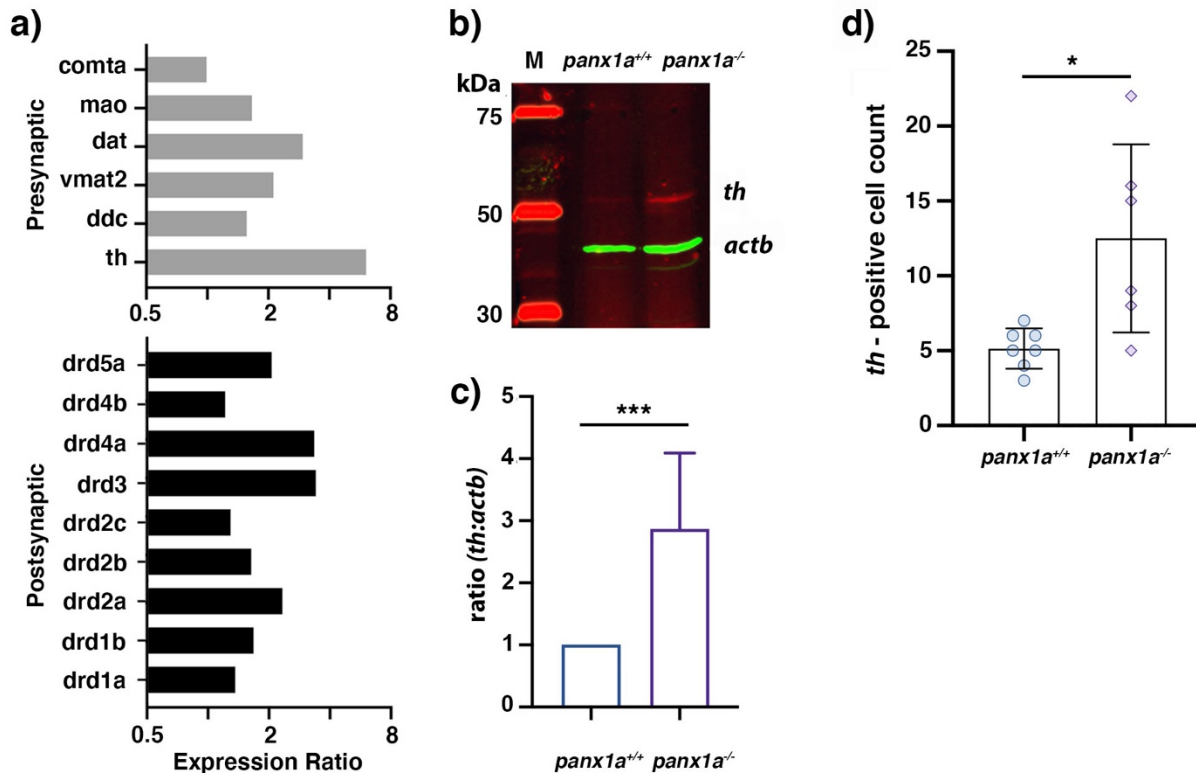 a)
Presynaptic
comta
mao
dat
vmat2
ddc
th
0.5 2 8
Postsynaptic
drd5a
drd4b
drd4a
drd3
drd2c
drd2b
drd2a
drd1b
drd1a
0.5 2 8
Expression Ratio
b)
M panx1a+/+ panx1a-/-
kDa
75
50
30
th
actb
c)
ratio (th:actb)
5
4
3
2
1
0
***
panx1a+/+ panx1a-/-
d)
th - positive cell count
25
20
15
10
5
0
*
panx1a+/+ panx1a-/-